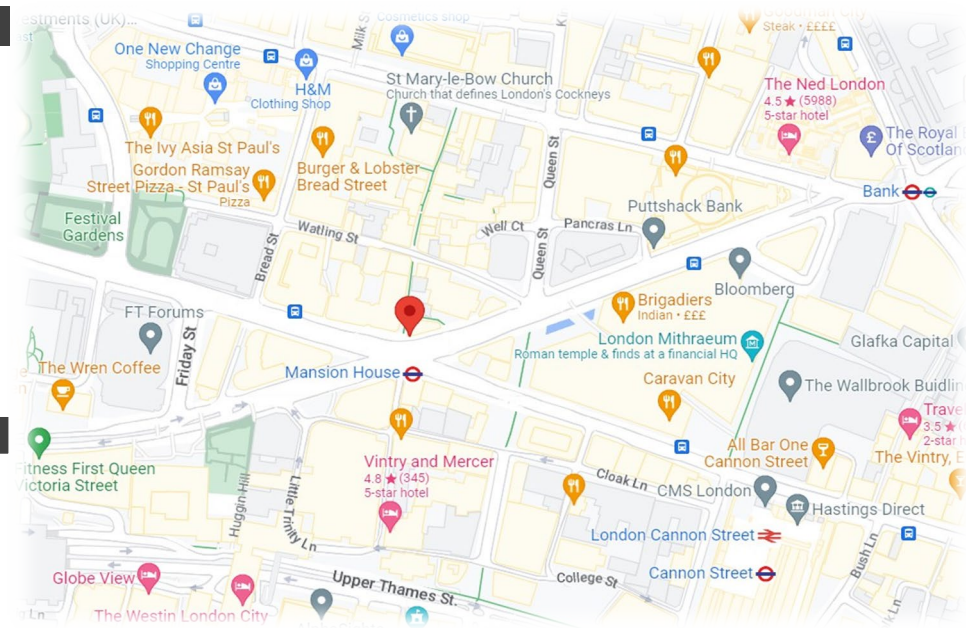 estments (UK)...
Cosmetics shop
Steak · ££££
One New Change
Shopping Centre
Milk S
H&M
Clothing Shop
St Mary-le-Bow Church
Church that defines London's Cockneys
The Ned London
4.5★ (5988)
5-star hotel
The Royal
Of Scotlan
£
The Ivy Asia St Paul's
Gordon Ramsay
Street Pizza - St Paul's
Pizza
Burger & Lobster
Bread Street
Queen St
Bank
Puttshack Bank
Festival
Gardens
Watling St
Well Ct
Pancras Ln
Bread St
Queen St
Bloomberg
Brigadiers
Indian · £££
FT Forums
Friday St
London Mithraeum
Roman temple & finds at a financial HQ
Glafka Capital
The Wren Coffee
Mansion House
Caravan City
The Wallbrook Buidlin
Trave
3.5★
2-star
Fitness First Queen
Victoria Street
Vintry and Mercer
4.8★ (345)
5-star hotel
All Bar One
Cannon Street
The Vintry, E
Huggin Hill
Little Trinity Ln
Cloak Ln
CMS London
Hastings Direct
London Cannon Street
Cannon Street
Bush Ln
Globe View
Upper Thames St.
College St
The Westin London City
Ln